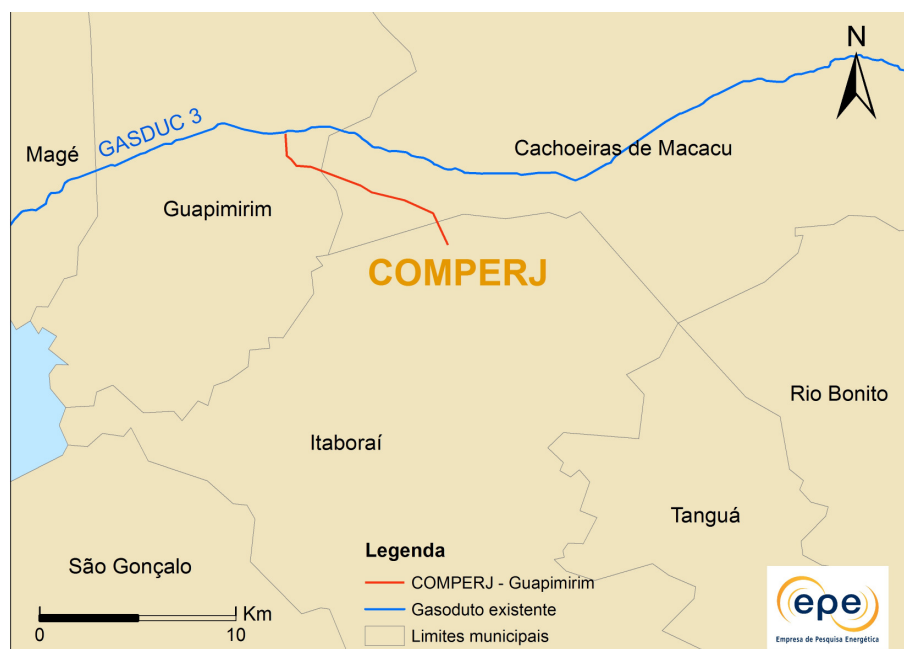 N
GASDUC 3
Magé
Cachoeiras de Macacu
Guapimirim
COMPERJ
Rio Bonito
Itaboraí
Tanguá
São Gonçalo
Legenda
COMPERJ - Guapimirim
Gasoduto existente
Limites municipais
Km
0
10
epe
Empresa de Pesquisa Energética